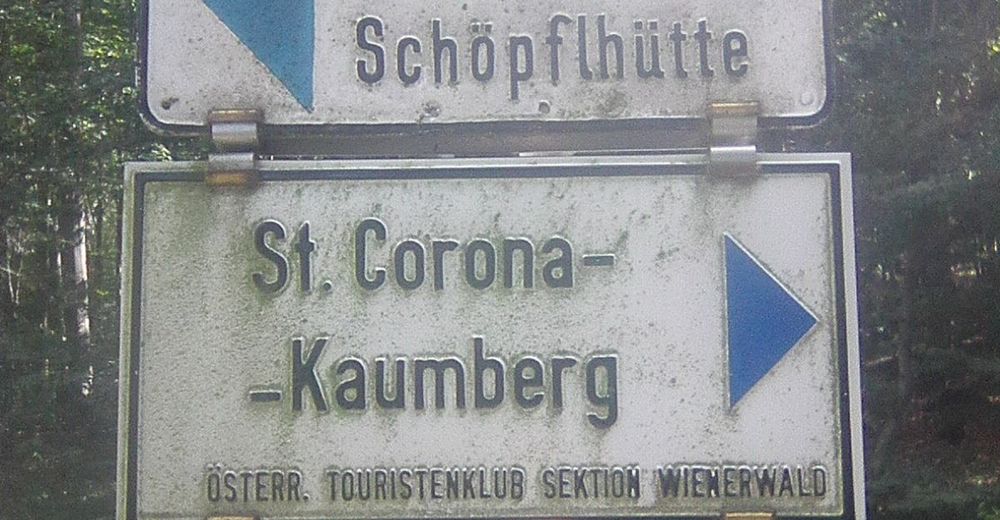 Schöpflhütte
St. Corona-
-Kaumberg
ÖSTERR. TOURISTENKLUB SEKTION WIENERWALD